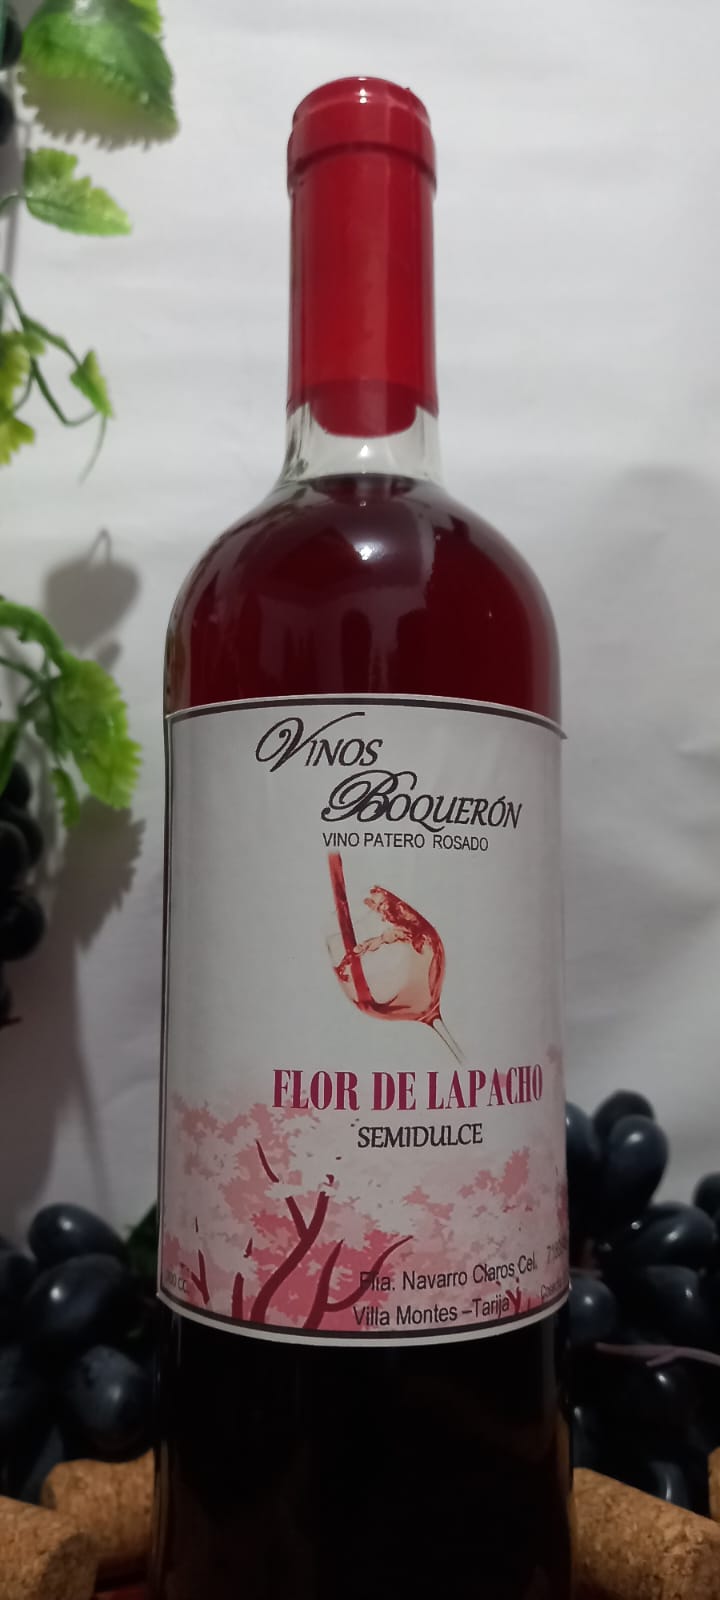 VINOS
BOQUERÓN
VINO PATERO ROSADO
FLOR DE LAPACHO
SEMIDULCE
Flia. Navarro Claros Cel.
Villa Montes –Tarija